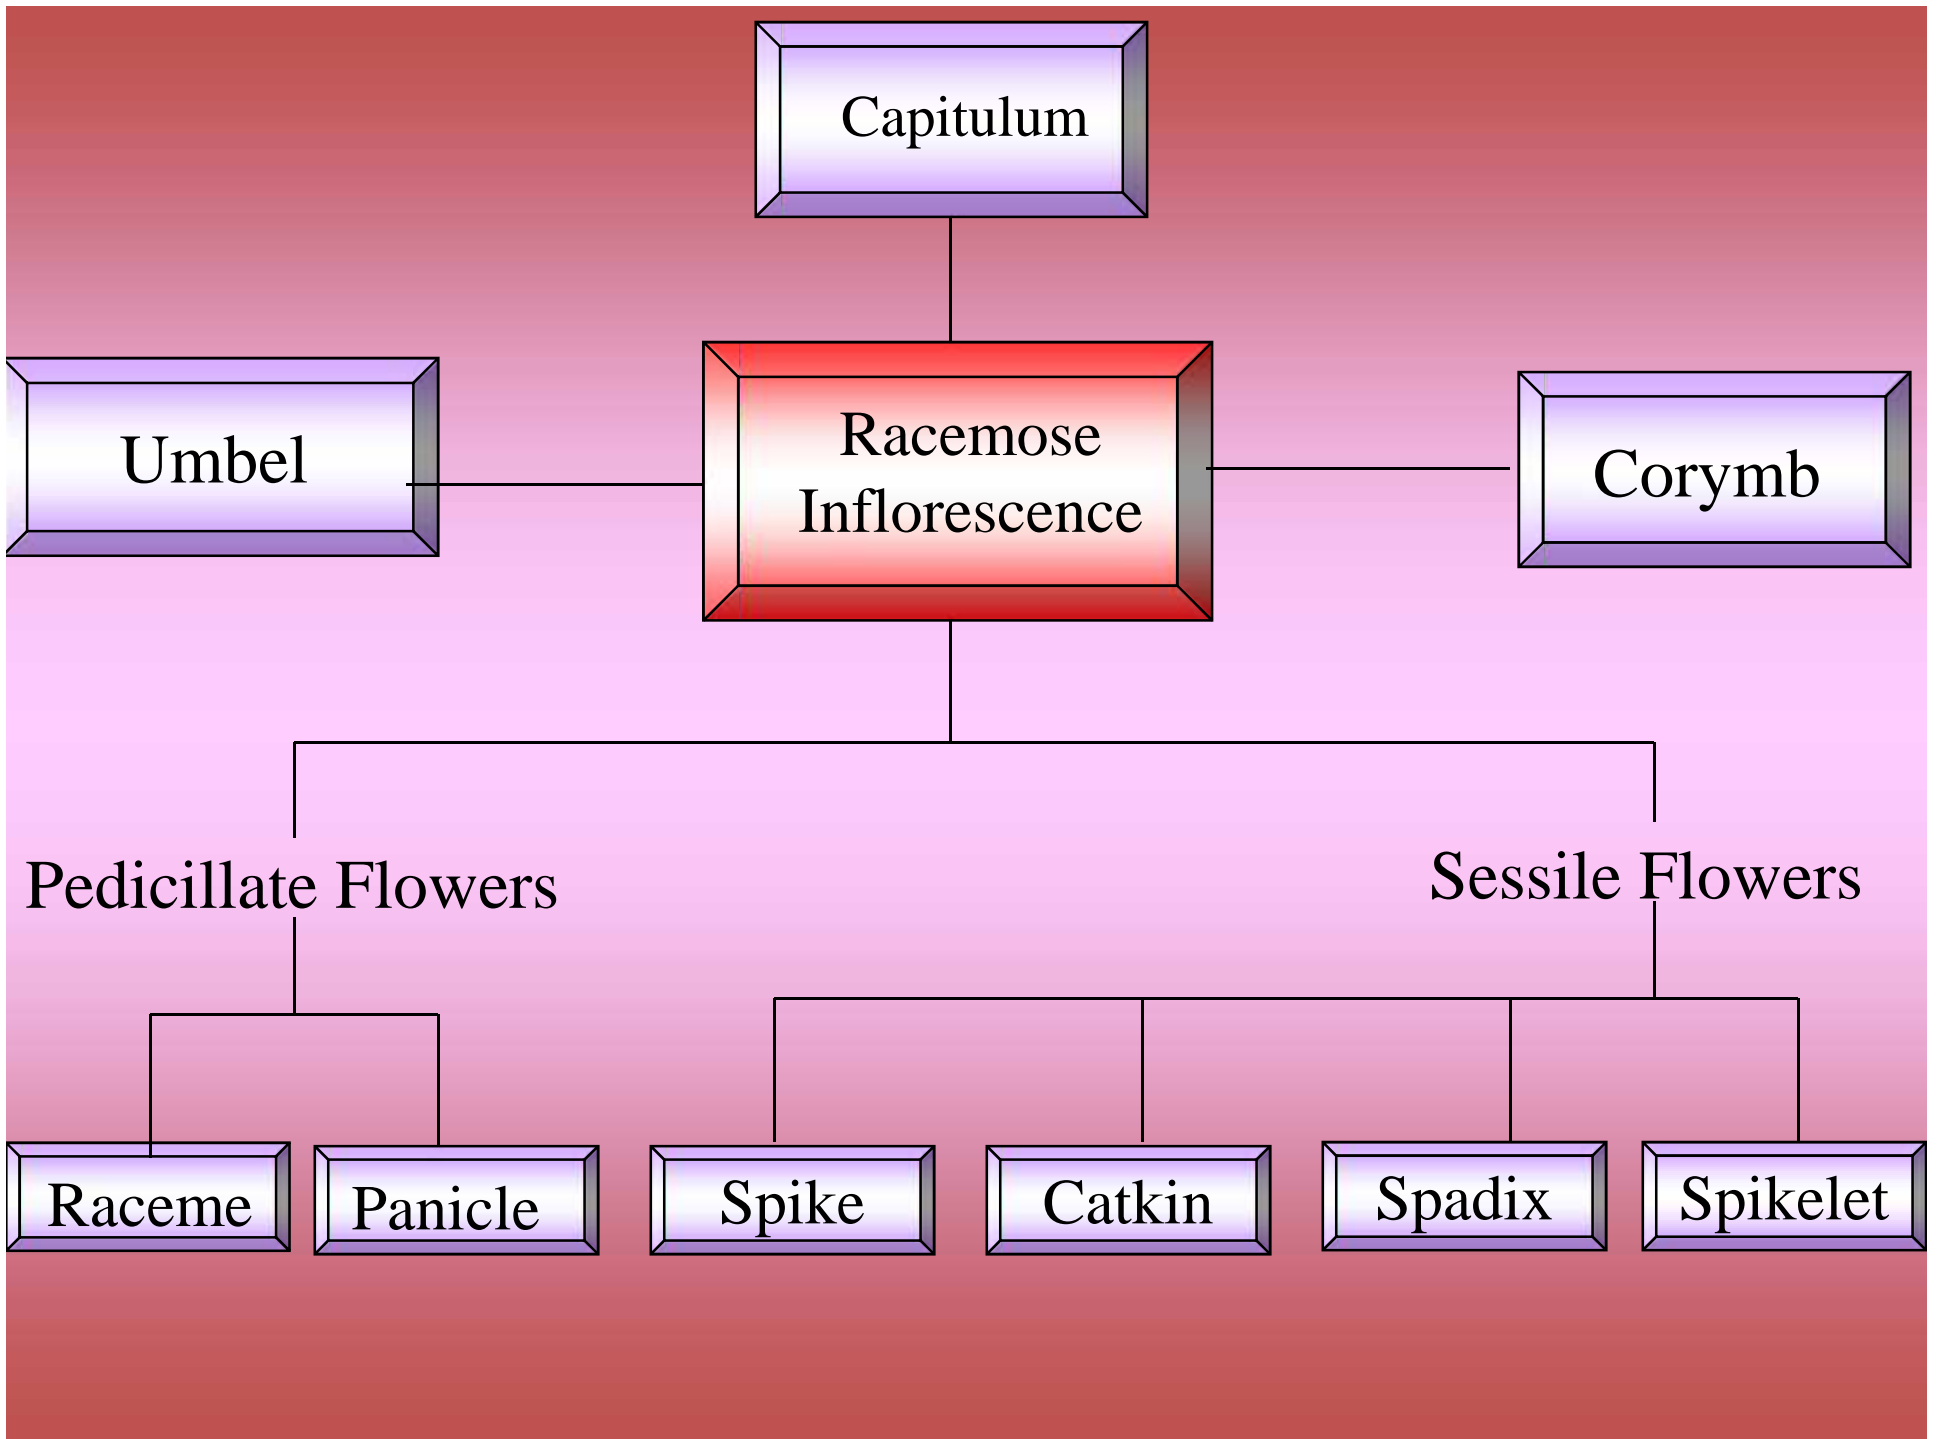 Capitulum
Umbel
Racemose
Inflorescence
Corymb
Pedicillate Flowers
Sessile Flowers
Raceme
Panicle
Spike
Catkin
Spadix
Spikelet